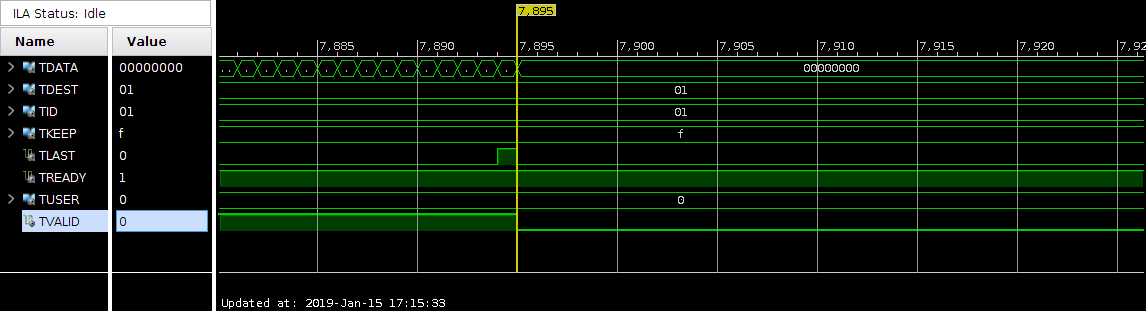 ILA Status: Idle
7,895
Name Value
7,885 7,890 7,895 7,900 7,905 7,910 7,915 7,920 7,92
TDATA 00000000 00000000
TDEST 01 01
TID 01 01
TKEEP f f
TLAST 0
TREADY 1
TUSER 0 0
TVALID 0
Updated at: 2019-Jan-15 17:15:33